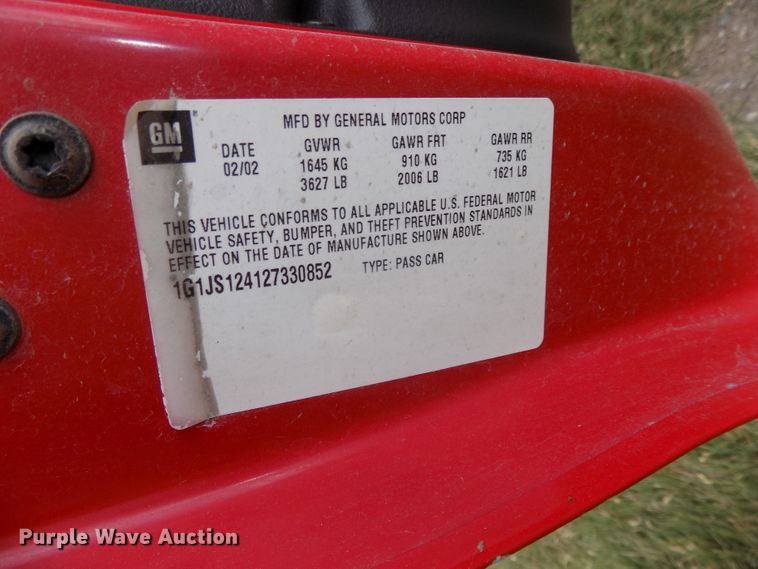 GM
MFD BY GENERAL MOTORS CORP
DATE GVWR GAWR FRT GAWR RR
02/02 1645 KG 910 KG 735 KG
3627 LB 2006 LB 1621 LB
THIS VEHICLE CONFORMS TO ALL APPLICABLE U.S. FEDERAL MOTOR
VEHICLE SAFETY, BUMPER, AND THEFT PREVENTION STANDARDS IN
EFFECT ON THE DATE OF MANUFACTURE SHOWN ABOVE.
1G1JS124127330852 TYPE: PASS CAR
Purple Wave Auction